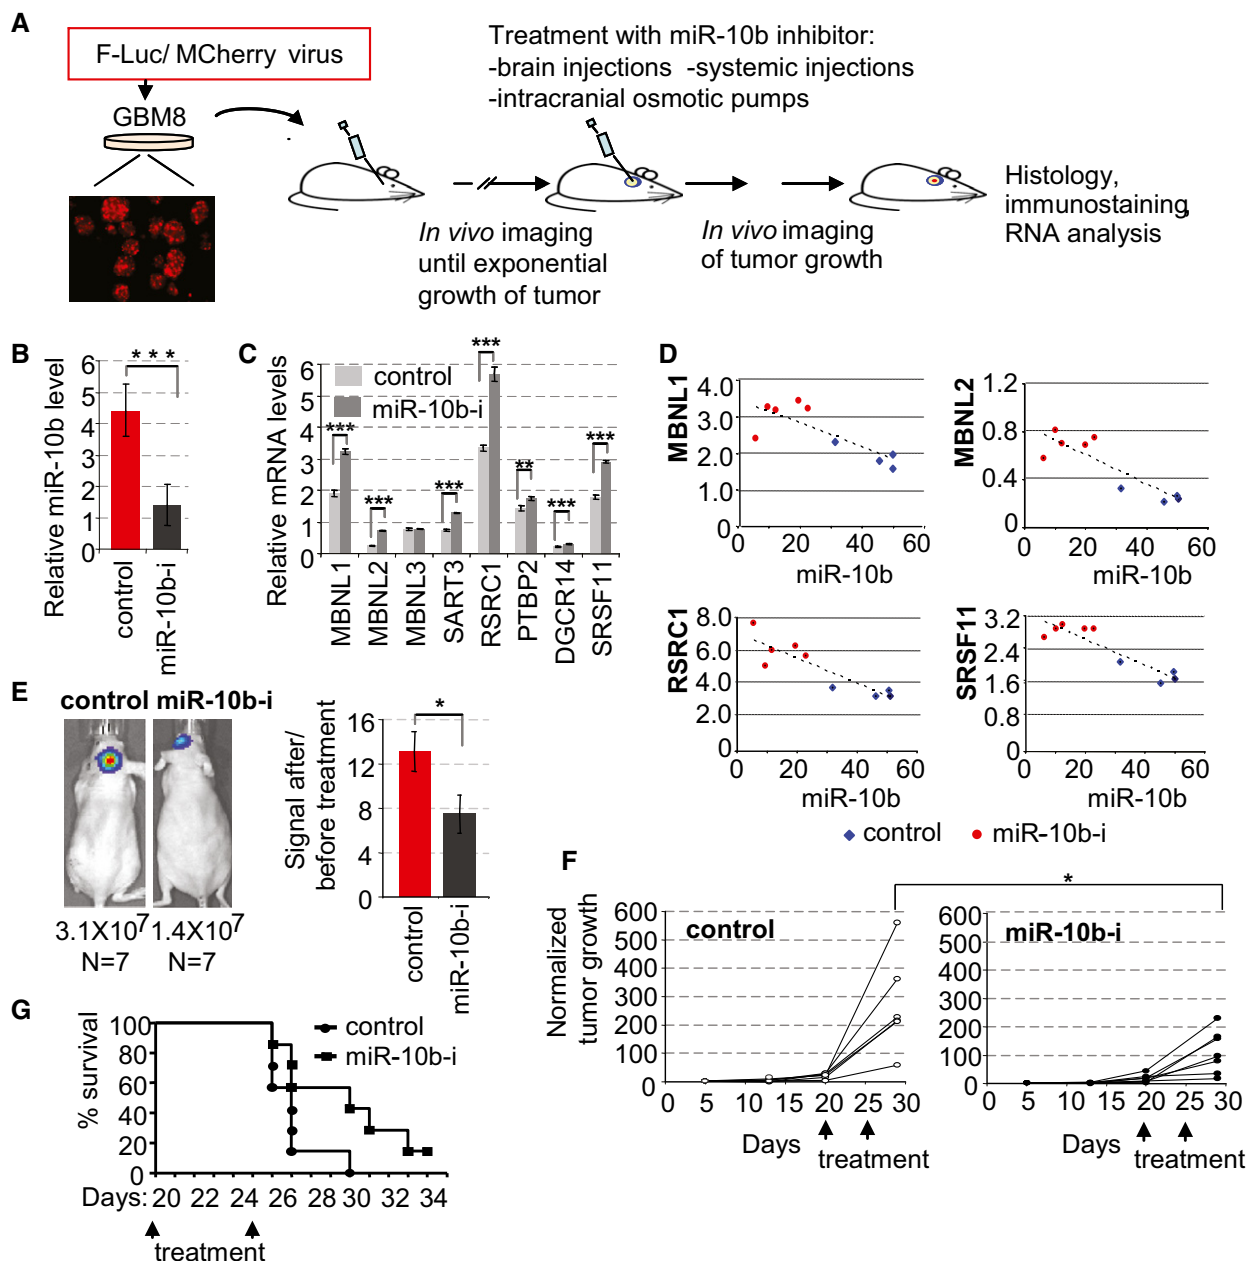 A
F-Luc/ MCherry virus
GBM8
Treatment with miR-10b inhibitor:
-brain injections -systemic injections
-intracranial osmotic pumps
In vivo imaging
until exponential
growth of tumor
In vivo imaging
of tumor growth
Histology,
immunostaining,
RNA analysis
B
Relative miR-10b level
6
5
4
3
2
1
0
* * *
control
miR-10b-i
C
Relative mRNA levels
6
5
4
3
2
1
0
control
miR-10b-i
***
***
***
***
**
***
***
MBNL1
MBNL2
MBNL3
SART3
RSRC1
PTBP2
DGCR14
SRSF11
D
MBNL1
4.0
3.0
2.0
1.0
0
0 20 40 60
miR-10b
MBNL2
1.2
0.8
0.4
0
0 20 40 60
miR-10b
RSRC1
8.0
6.0
4.0
2.0
0
0 20 40 60
miR-10b
SRSF11
3.2
2.4
1.6
0.8
0
0 20 40 60
miR-10b
control miR-10b-i
E
control miR-10b-i
3.1X10⁷ 1.4X10⁷
N=7 N=7
Signal after/
before treatment
16
12
8
4
0
*
control
miR-10b-i
F
*
Normalized
tumor growth
600
500
400
300
200
100
0
control
0 5 10 15 20 25 30
Days
treatment
600
500
400
300
200
100
0
miR-10b-i
0 5 10 15 20 25 30
Days
treatment
G
% survival
100
80
60
40
20
0
control
miR-10b-i
Days: 20 22 24 26 28 30 32 34
treatment